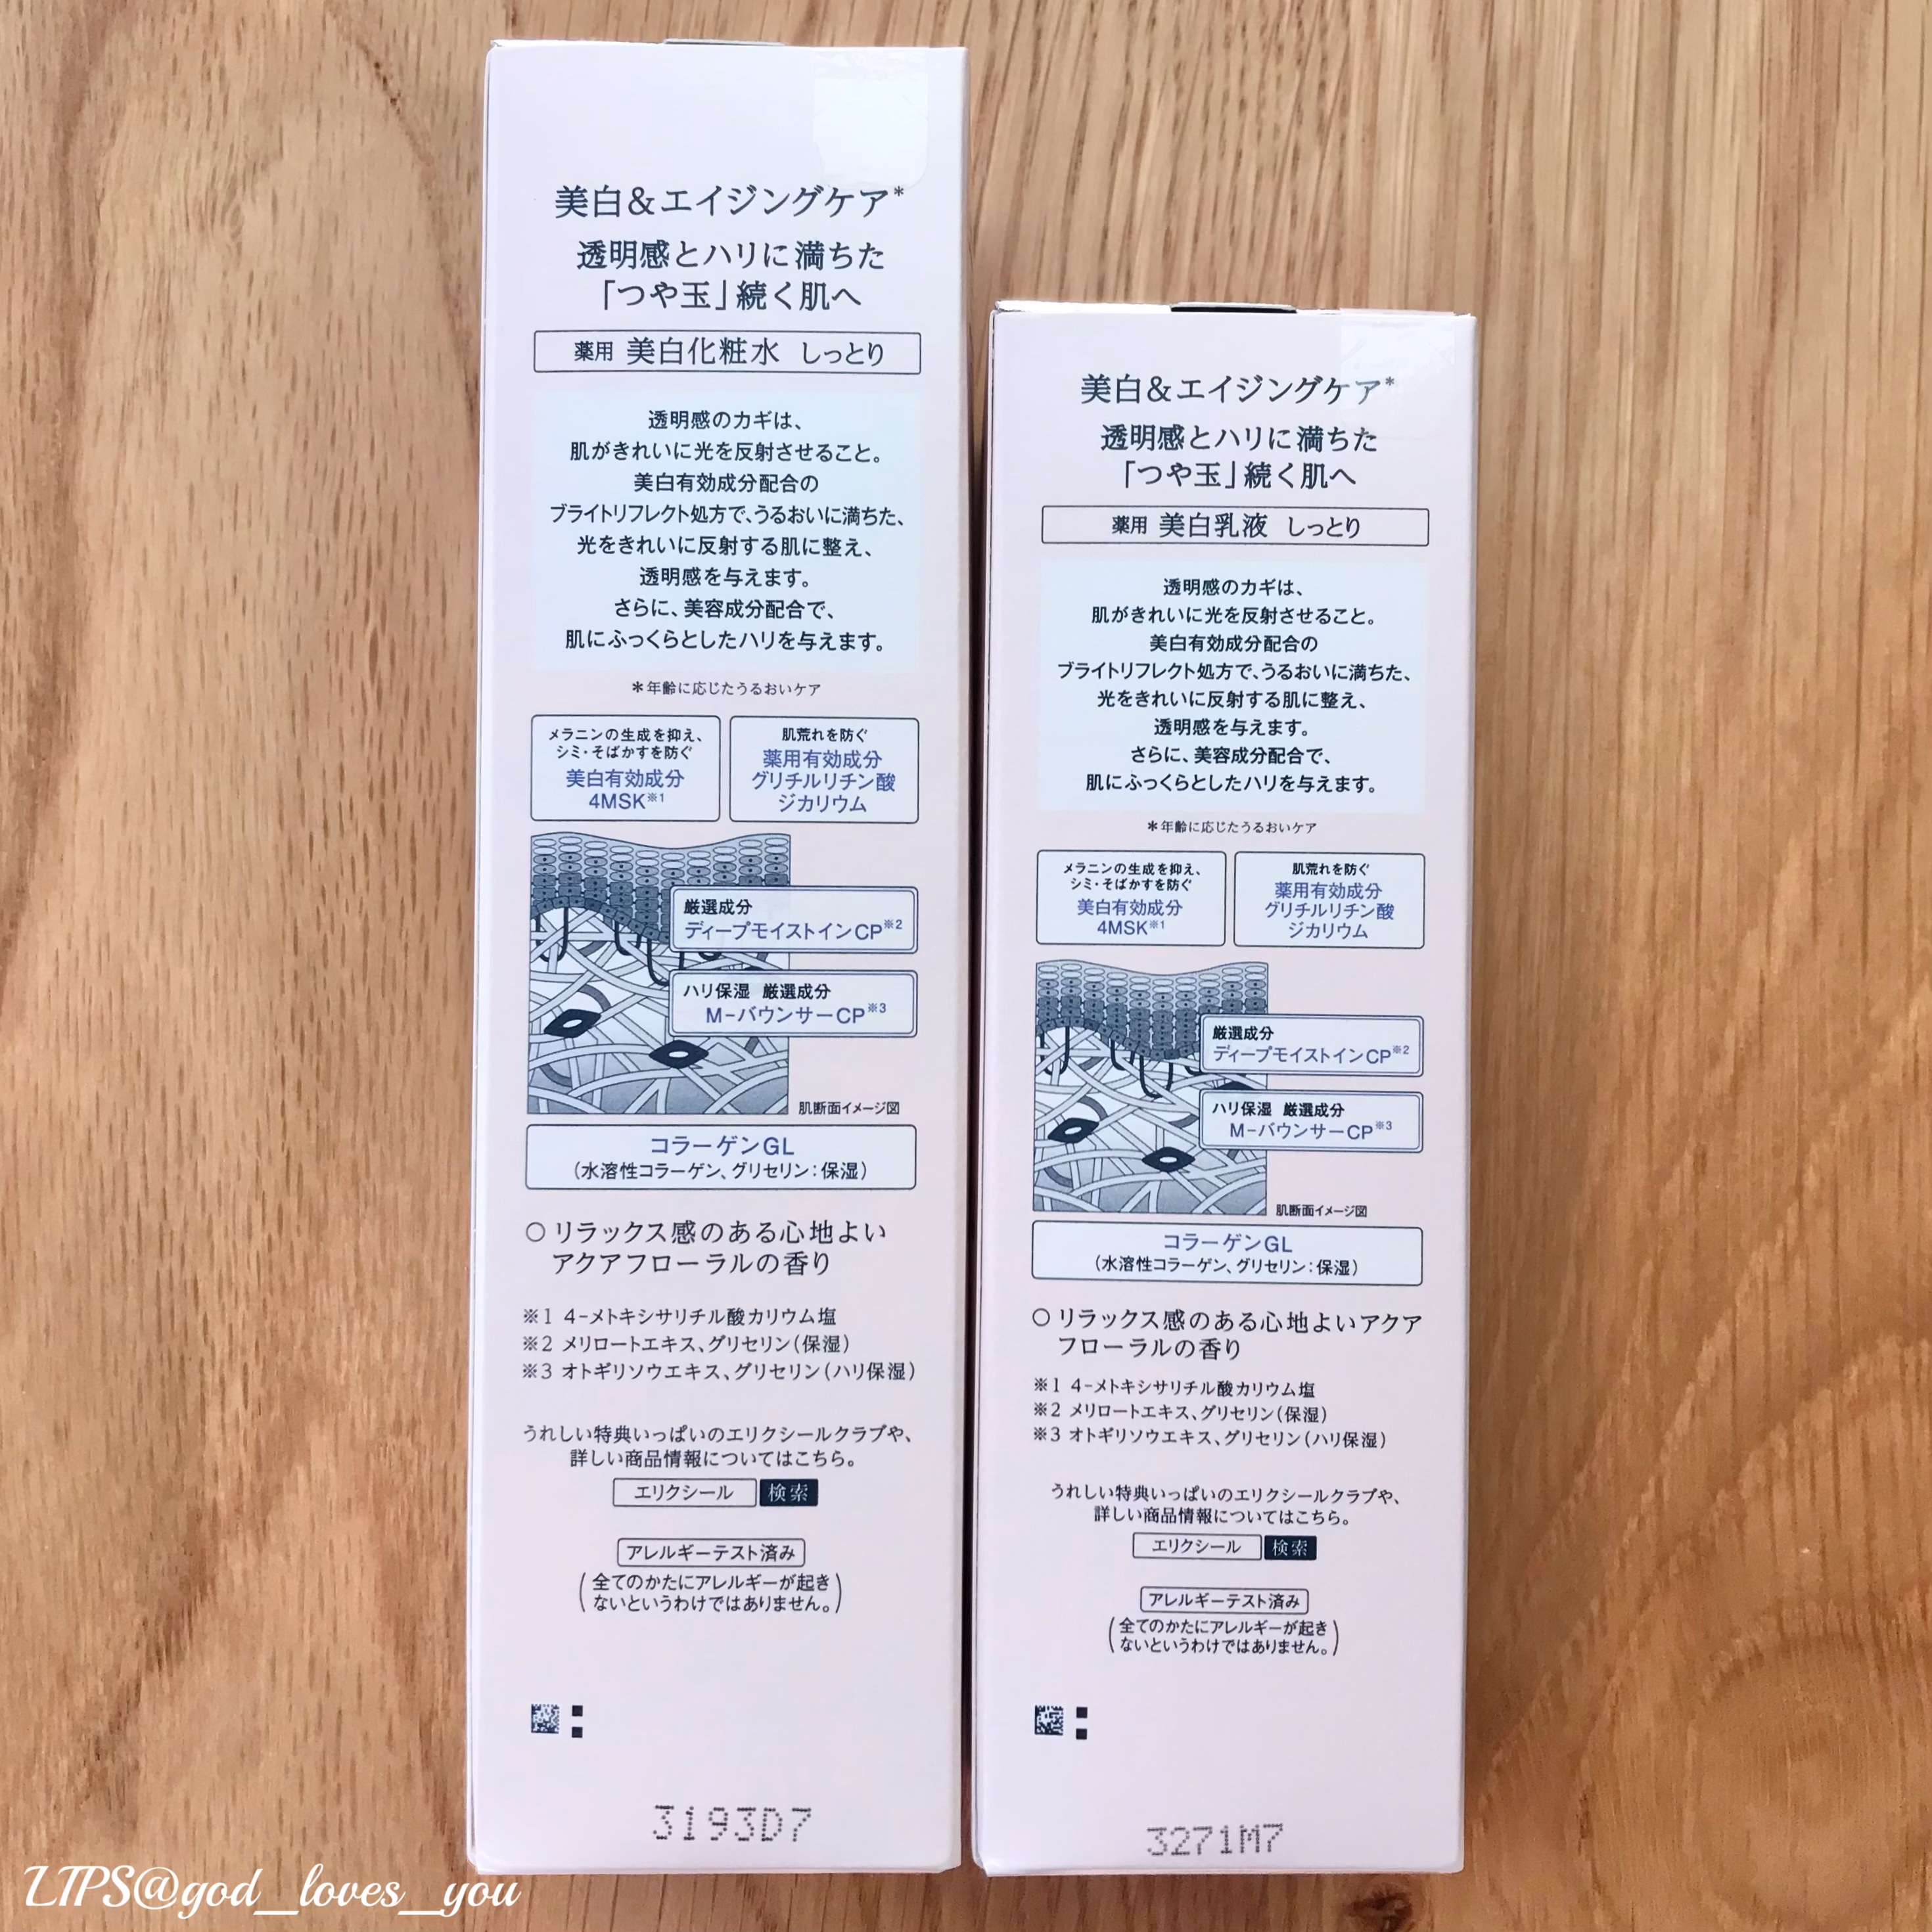 美白&エイジングケア*
透明感とハリに満ちた
「つや玉」続く肌へ
薬用 美白化粧水 しっとり
透明感のカギは、
肌がきれいに光を反射させること。
美白有効成分配合の
ブライトリフレクト処方で、うるおいに満ちた、
光をきれいに反射する肌に整え、
透明感を与えます。
さらに、美容成分配合で、
肌にふっくらとしたハリを与えます。
*年齢に応じたうるおいケア
メラニンの生成を抑え、
シミ・そばかすを防ぐ
美白有効成分
4MSK※1
肌荒れを防ぐ
薬用有効成分
グリチルリチン酸
ジカリウム
厳選成分
ディープモイストインCP※2
ハリ保湿 厳選成分
M-バウンサーCP※3
肌断面イメージ図
コラーゲンGL
(水溶性コラーゲン、グリセリン:保湿)
○ リラックス感のある心地よい
アクアフローラルの香り
※1 4-メトキシサリチル酸カリウム塩
※2 メリロートエキス、グリセリン(保湿)
※3 オトギリソウエキス、グリセリン(ハリ保湿)
うれしい特典いっぱいのエリクシールクラブや、
詳しい商品情報についてはこちら。
エリクシール 検索
アレルギーテスト済み
(全てのかたにアレルギーが起き
ないというわけではありません。)
3193D7
美白&エイジングケア*
透明感とハリに満ちた
「つや玉」続く肌へ
薬用 美白乳液 しっとり
透明感のカギは、
肌がきれいに光を反射させること。
美白有効成分配合の
ブライトリフレクト処方で、うるおいに満ちた、
光をきれいに反射する肌に整え、
透明感を与えます。
さらに、美容成分配合で、
肌にふっくらとしたハリを与えます。
*年齢に応じたうるおいケア
メラニンの生成を抑え、
シミ・そばかすを防ぐ
美白有効成分
4MSK※1
肌荒れを防ぐ
薬用有効成分
グリチルリチン酸
ジカリウム
厳選成分
ディープモイストインCP※2
ハリ保湿 厳選成分
M-バウンサーCP※3
肌断面イメージ図
コラーゲンGL
(水溶性コラーゲン、グリセリン:保湿)
○ リラックス感のある心地よいアクア
フローラルの香り
※1 4-メトキシサリチル酸カリウム塩
※2 メリロートエキス、グリセリン(保湿)
※3 オトギリソウエキス、グリセリン(ハリ保湿)
うれしい特典いっぱいのエリクシールクラブや、
詳しい商品情報についてはこちら。
エリクシール 検索
アレルギーテスト済み
(全てのかたにアレルギーが起き
ないというわけではありません。)
3271M7
LIPS@god_loves_you